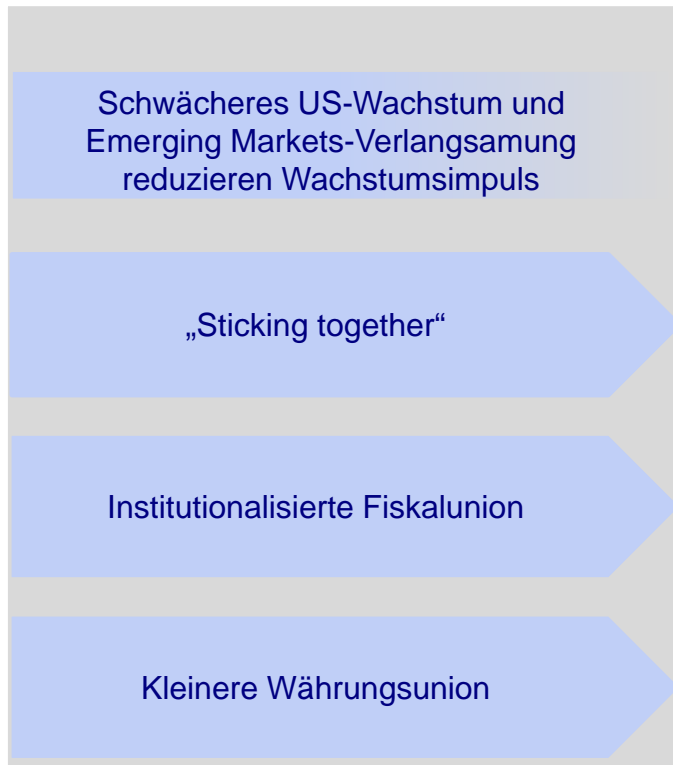 Schwächeres US-Wachstum und
Emerging Markets-Verlangsamung
reduzieren Wachstumsimpuls
„Sticking together“
Institutionalisierte Fiskalunion
Kleinere Währungsunion